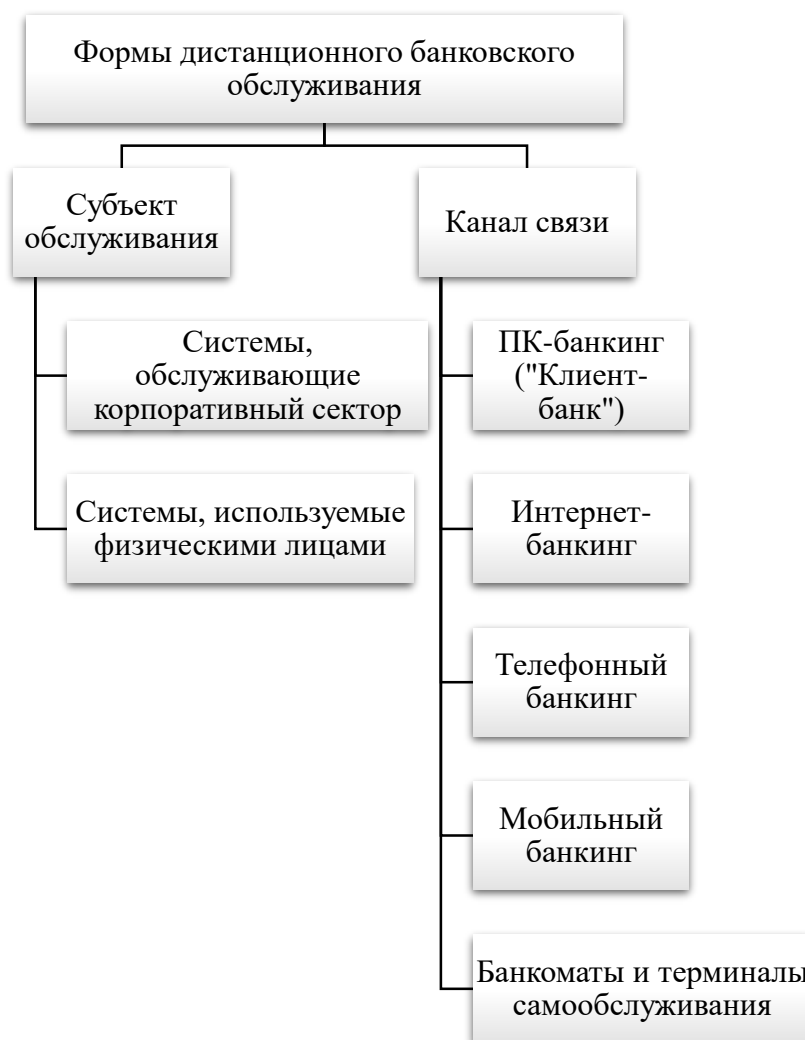 Формы дистанционного банковского
обслуживания
Субъект
обслуживания
Канал связи
Системы,
обслуживающие
корпоративный сектор
Системы, используемые
физическими лицами
ПК-банкинг
("Клиент-
банк")
Интернет-
банкинг
Телефонный
банкинг
Мобильный
банкинг
Банкоматы и терминалы
самообслуживания